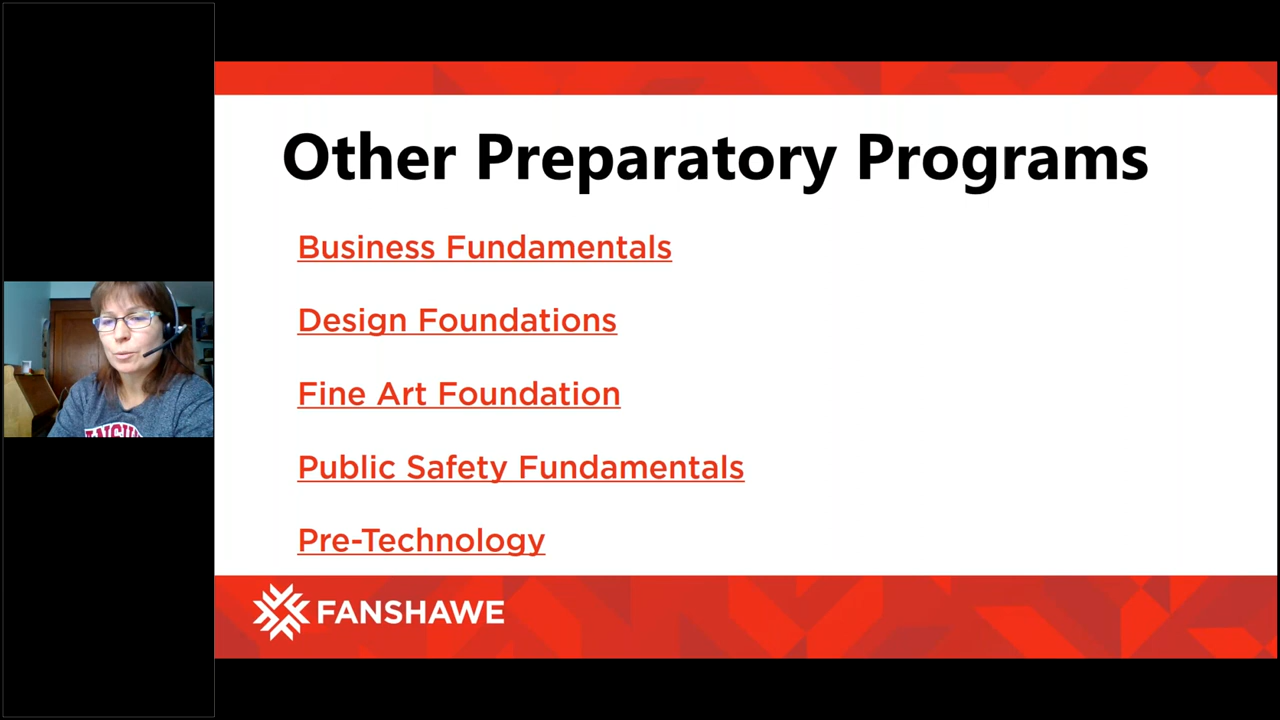 Other Preparatory Programs
Business Fundamentals
Design Foundations
Fine Art Foundation
Public Safety Fundamentals
Pre-Technology
FANSHAWE